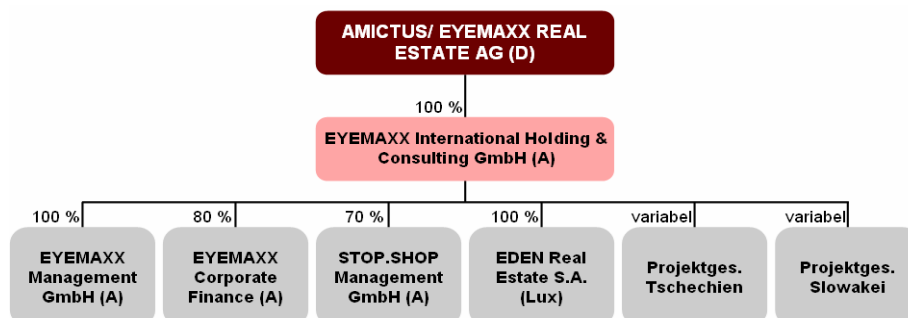 AMICTUS/ EYEMAXX REAL
ESTATE AG (D)
100 %
EYEMAXX International Holding &
Consulting GmbH (A)
100 %
80 %
70 %
100 %
variabel
variabel
EYEMAXX
Management
GmbH (A)
EYEMAXX
Corporate
Finance (A)
STOP.SHOP
Management
GmbH (A)
EDEN Real
Estate S.A.
(Lux)
Projektges.
Tschechien
Projektges.
Slowakei